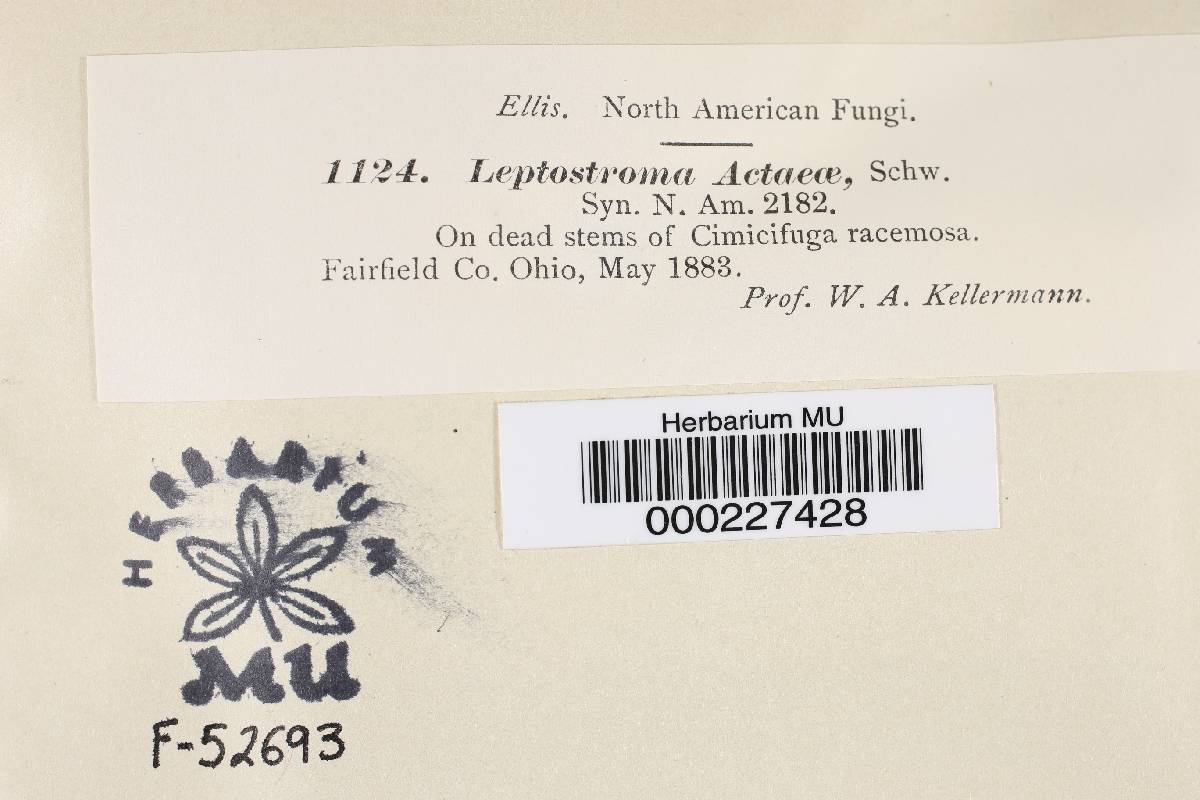 Ellis. North American Fungi.
1124. Leptostroma Actaeæ, Schw.
Syn. N. Am. 2182.
On dead stems of Cimicifuga racemosa.
Fairfield Co. Ohio, May 1883.
Prof. W. A. Kellermann.
Herbarium MU
000227428
HERBARIUM
MU
F-52693